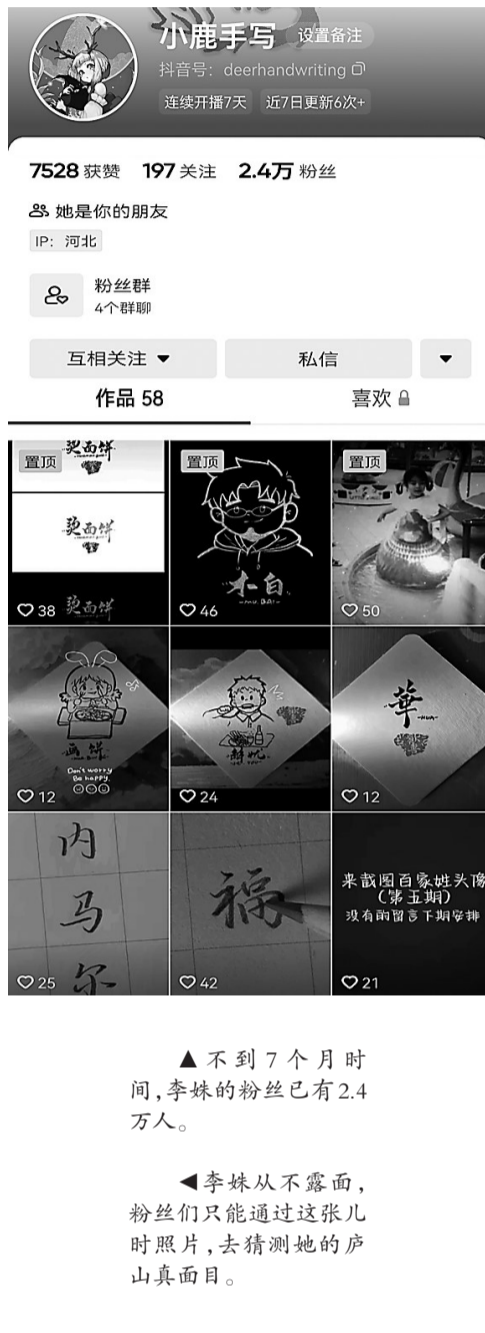 小鹿手写 设置备注
抖音号：deerhandwriting
连续开播7天 近7日更新6次+
7528 获赞 197 关注 2.4万 粉丝
她是你的朋友
IP：河北
粉丝群
4个群聊
互相关注 私信
作品 58 喜欢
置顶 烫面饼 置顶 置顶
烫面饼
小白
38 烫面饼 46 50
華
画饼
Don't worry
Be happy.
12 24 12
内
马
尔
福
来截图百家姓头像
（第五期）
没有的留言下期安排
25 42 21
▲不到7个月时
间，李姝的粉丝已有2.4
万人。
◀李姝从不露面，
粉丝们只能通过这张儿
时照片，去猜测她的庐
山真面目。